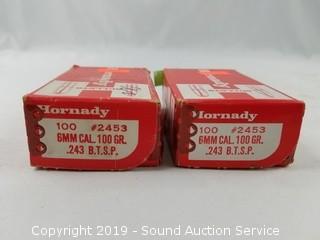 Hornady
100 #2453
6MM CAL. 100 GR.
.243 B.T.S.P.
Hornady
100 #2453
6MM CAL. 100 GR.
.243 B.T.S.P.
Copyright 2019 - Sound Auction Service